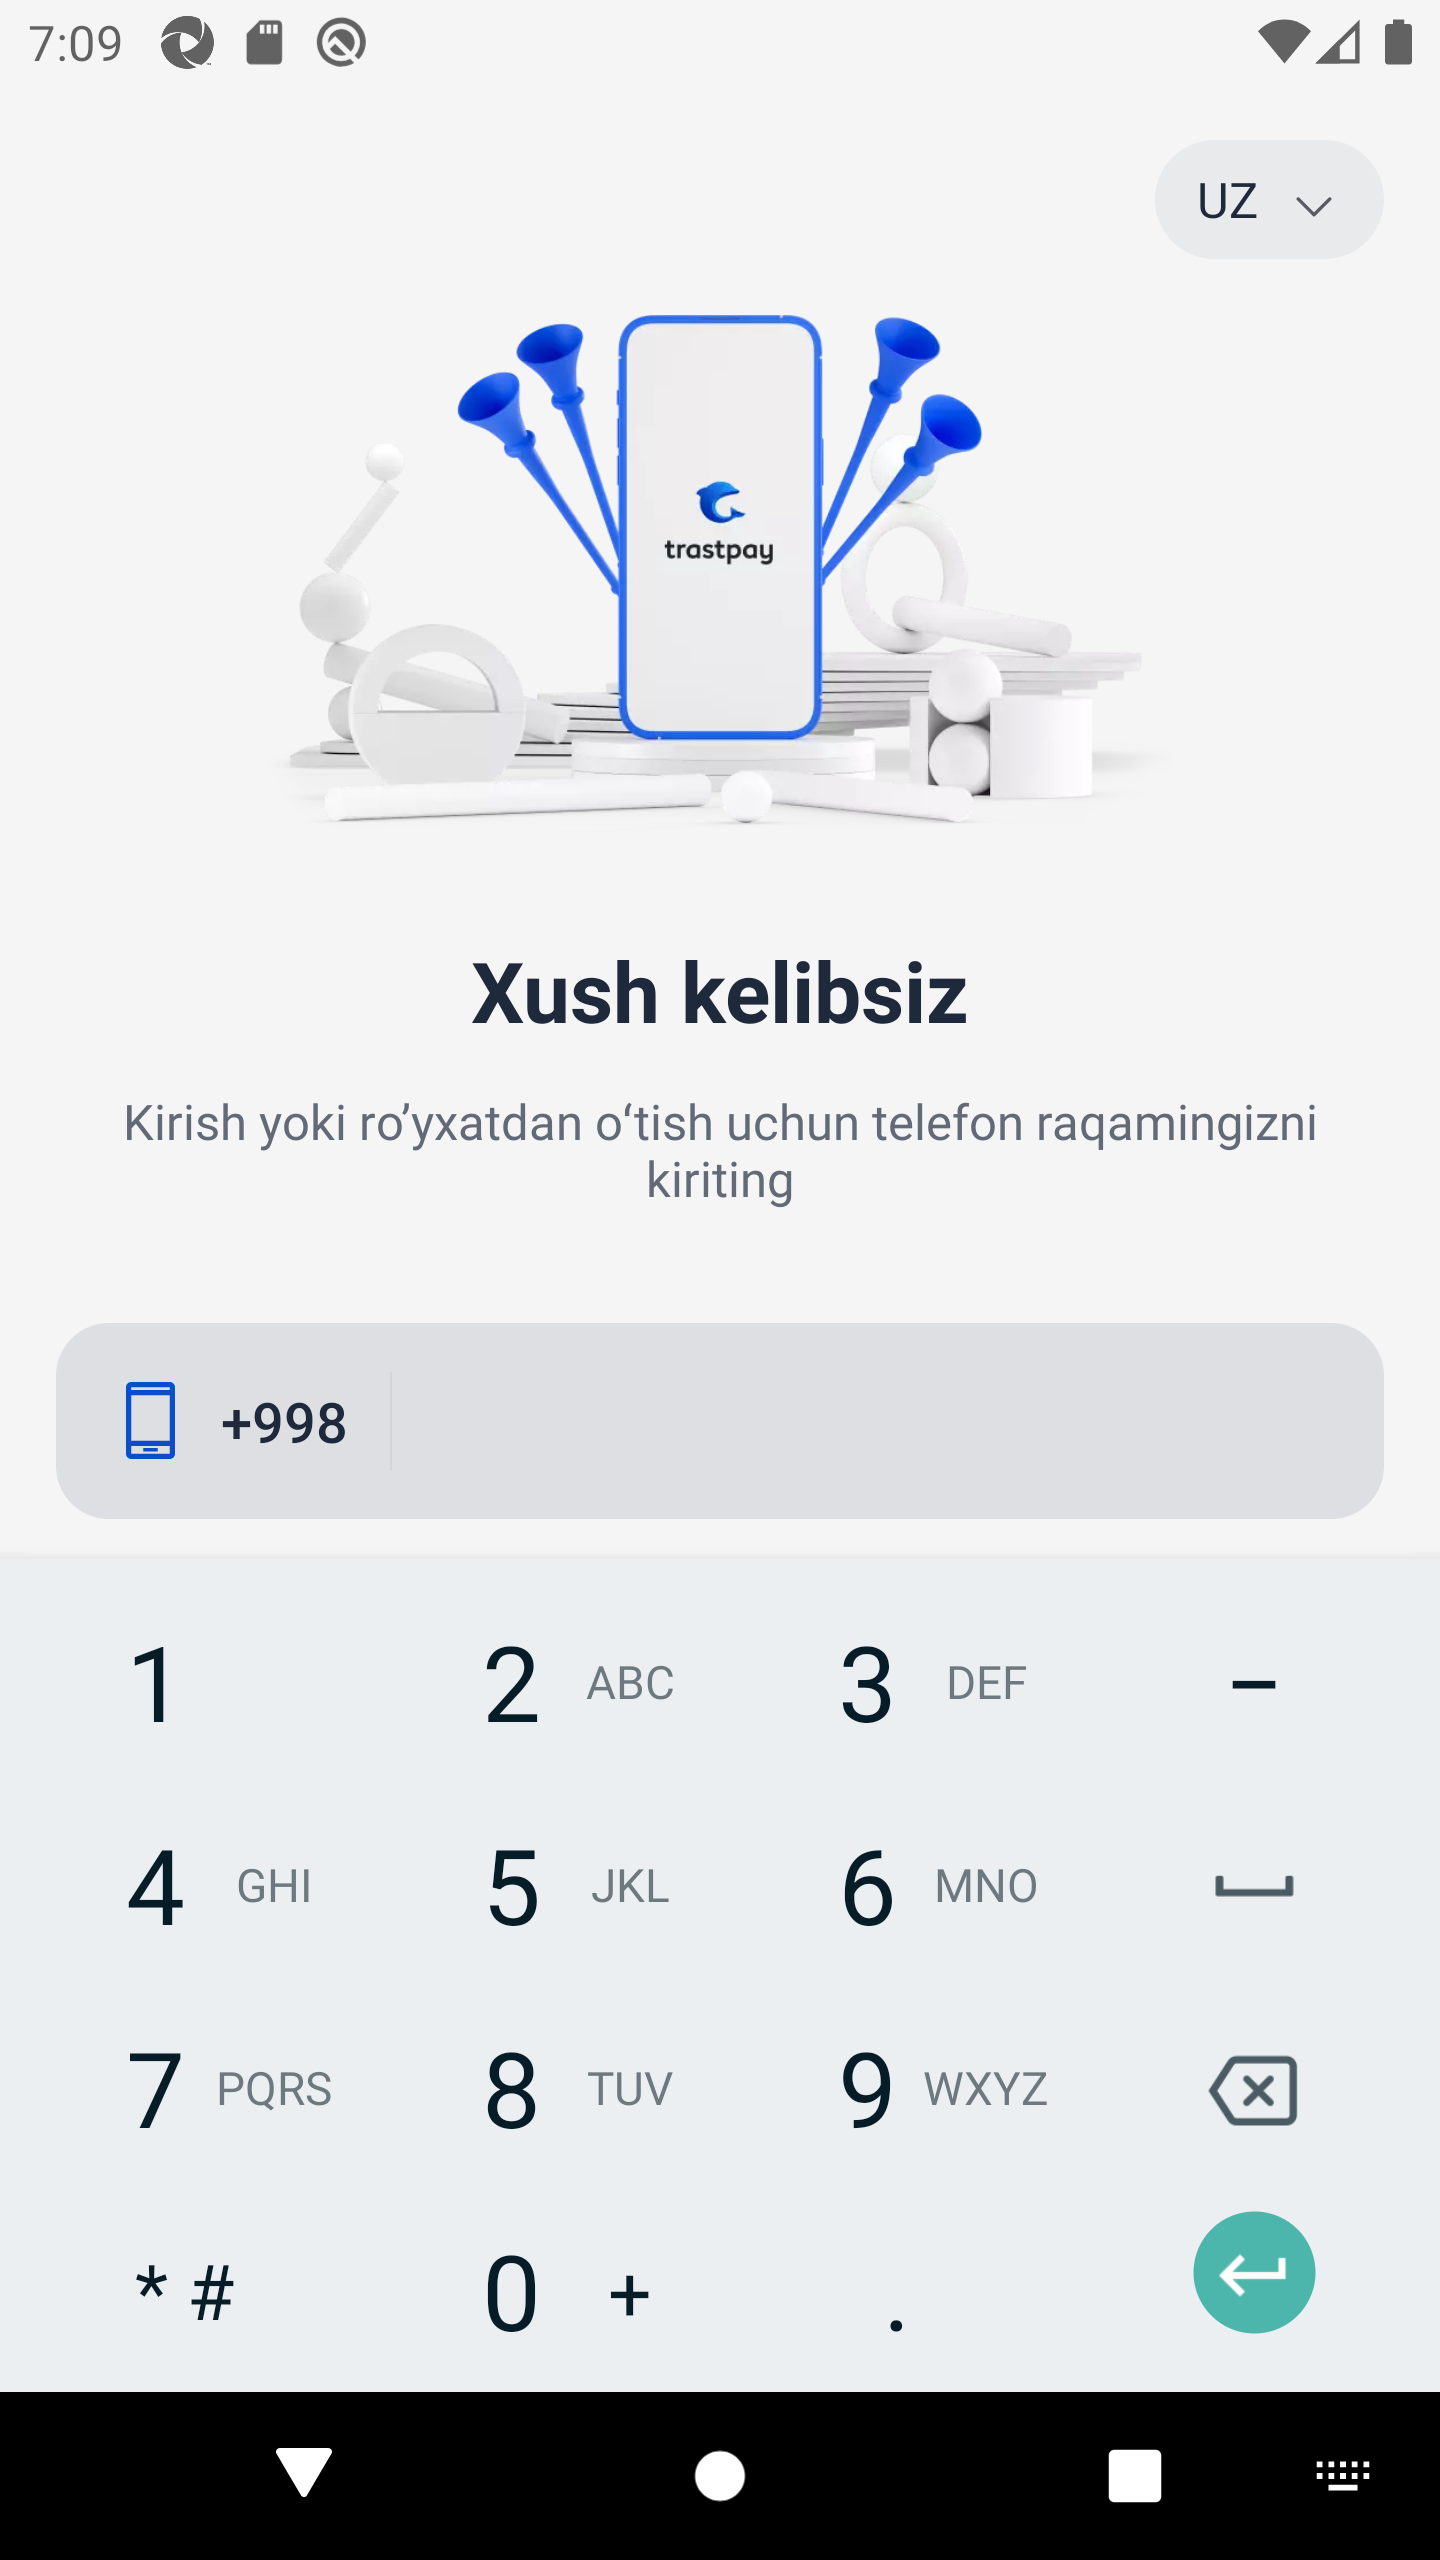 7:09
UZ
trastpay
Xush kelibsiz
Kirish yoki ro’yxatdan o‘tish uchun telefon raqamingizni
kiriting
+998
1 2 ABC 3 DEF –
4 GHI 5 JKL 6 MNO
7 PQRS 8 TUV 9 WXYZ
* # 0 + .